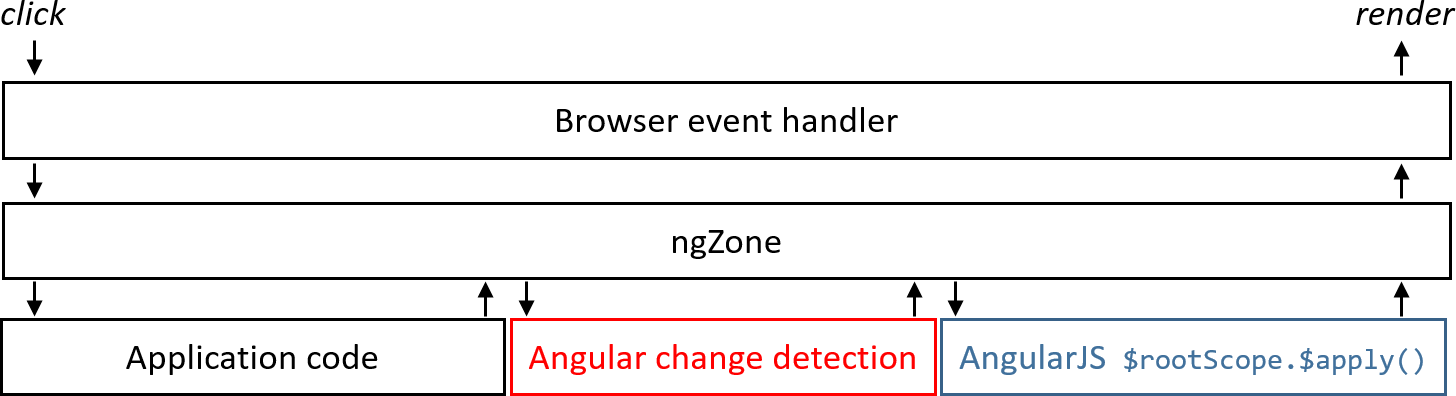 click render
Browser event handler
ngZone
Application code Angular change detection AngularJS $rootScope.$apply()